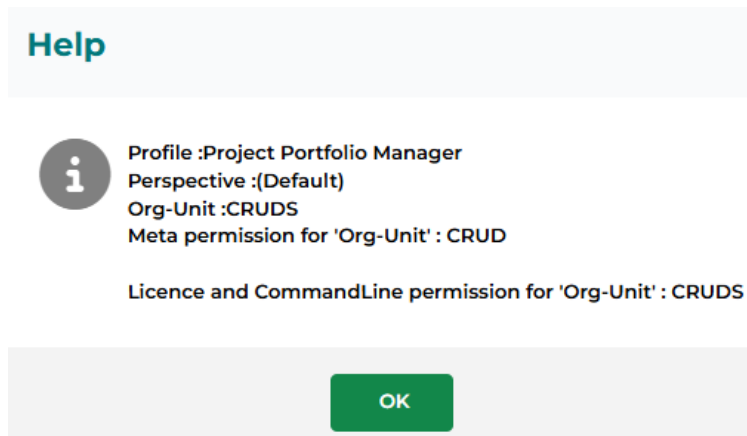 Help
Profile :Project Portfolio Manager
Perspective :(Default)
Org-Unit :CRUDS
Meta permission for 'Org-Unit' : CRUD
Licence and CommandLine permission for 'Org-Unit' : CRUDS
OK